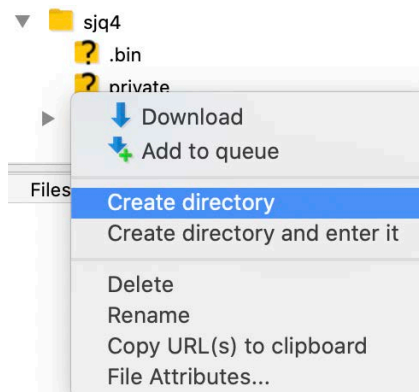 sjq4
.bin
private
Download
Add to queue
Files
Create directory
Create directory and enter it
Delete
Rename
Copy URL(s) to clipboard
File Attributes...